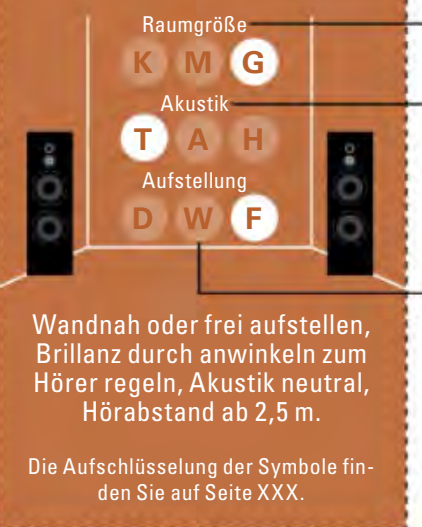 Raumgröße
K M G
Akustik
T A H
Aufstellung
D W F
Wandnah oder frei aufstellen,
Brillanz durch anwinkeln zum
Hörer regeln, Akustik neutral,
Hörabstand ab 2,5 m.
Die Aufschlüsselung der Symbole fin-
den Sie auf Seite XXX.